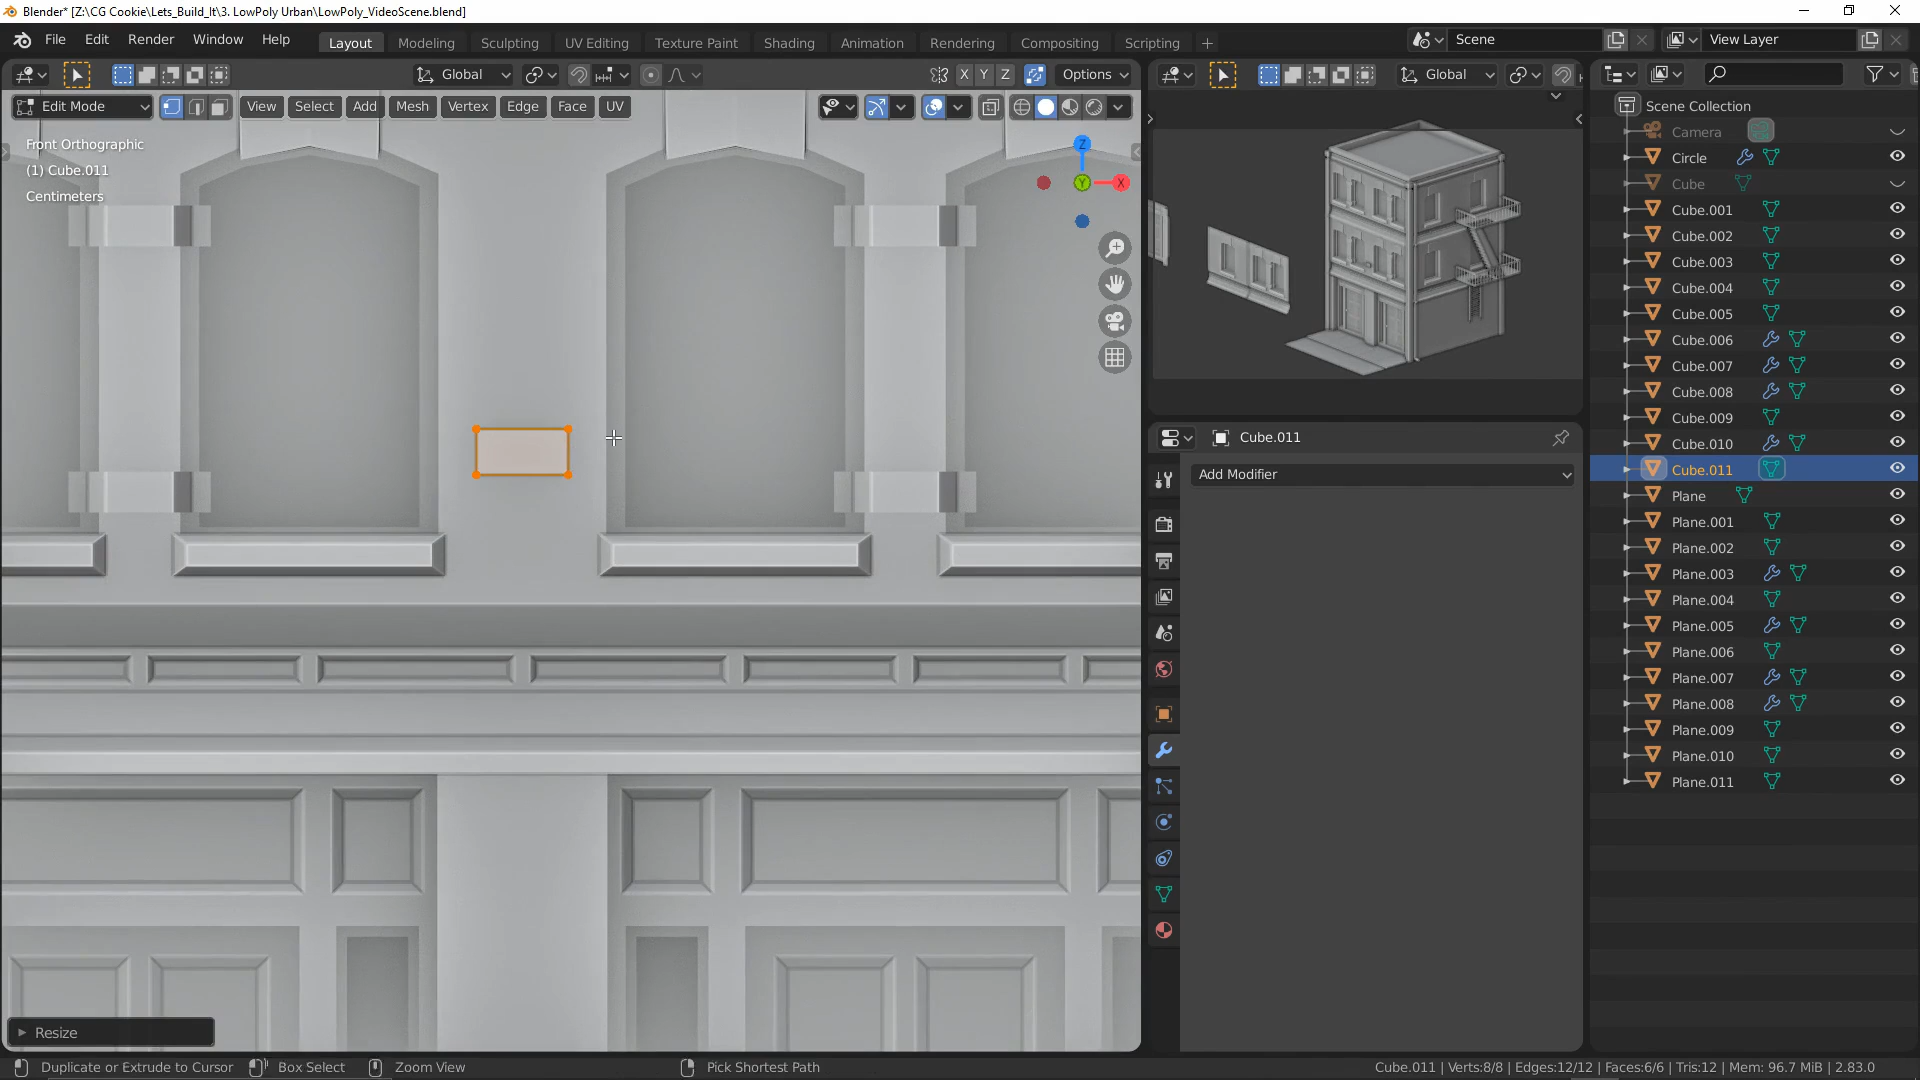 Blender* [Z:\CG Cookie\Lets_Build_It\3. LowPoly Urban\LowPoly_VideoScene.blend]
File Edit Render Window Help Layout Modeling Sculpting UV Editing Texture Paint Shading Animation Rendering Compositing Scripting + Scene View Layer
Global X Y Z Options Global
Edit Mode View Select Add Mesh Vertex Edge Face UV
Front Orthographic
(1) Cube.011
Centimeters
Z
Y
X
Resize
Cube.011
Add Modifier
Scene Collection
Camera
Circle
Cube
Cube.001
Cube.002
Cube.003
Cube.004
Cube.005
Cube.006
Cube.007
Cube.008
Cube.009
Cube.010
Cube.011
Plane
Plane.001
Plane.002
Plane.003
Plane.004
Plane.005
Plane.006
Plane.007
Plane.008
Plane.009
Plane.010
Plane.011
Duplicate or Extrude to Cursor Box Select Zoom View Pick Shortest Path Cube.011 | Verts:8/8 | Edges:12/12 | Faces:6/6 | Tris:12 | Mem: 96.7 MiB | 2.83.0